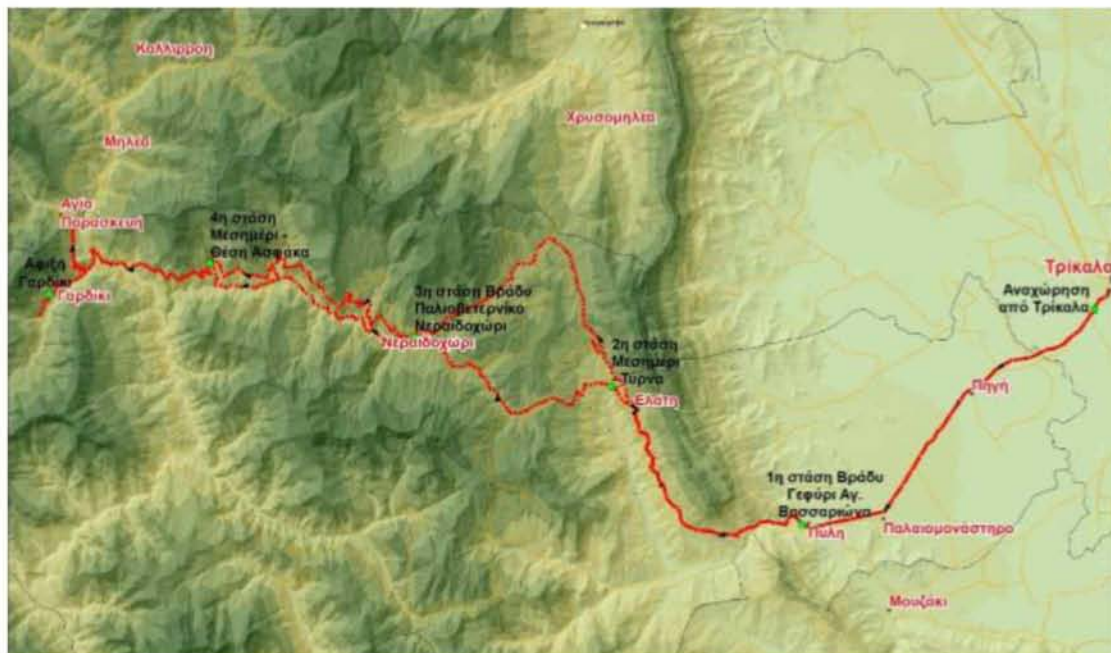 Καλλιρρόη
Χρυσομηλέα
Μηλέα
Αγία
Παρασκευή
4η στάση
Μεσημέρι -
Θέση Άσφακα
Άφιξη
Γαρδίκι
Γαρδίκι
3η στάση Βράδυ
Παλιοβετερνίκο
Νεραϊδοχώρι
Νεραϊδοχώρι
2η στάση
Μεσημέρι
Τύρνα
Ελάτη
Τρίκαλα
Αναχώρηση
από Τρίκαλα
Πηγή
1η στάση Βράδυ
Γεφύρι Αγ.
Βησσαρίωνα
Πύλη
Παλαιομονάστηρο
Μουζάκι